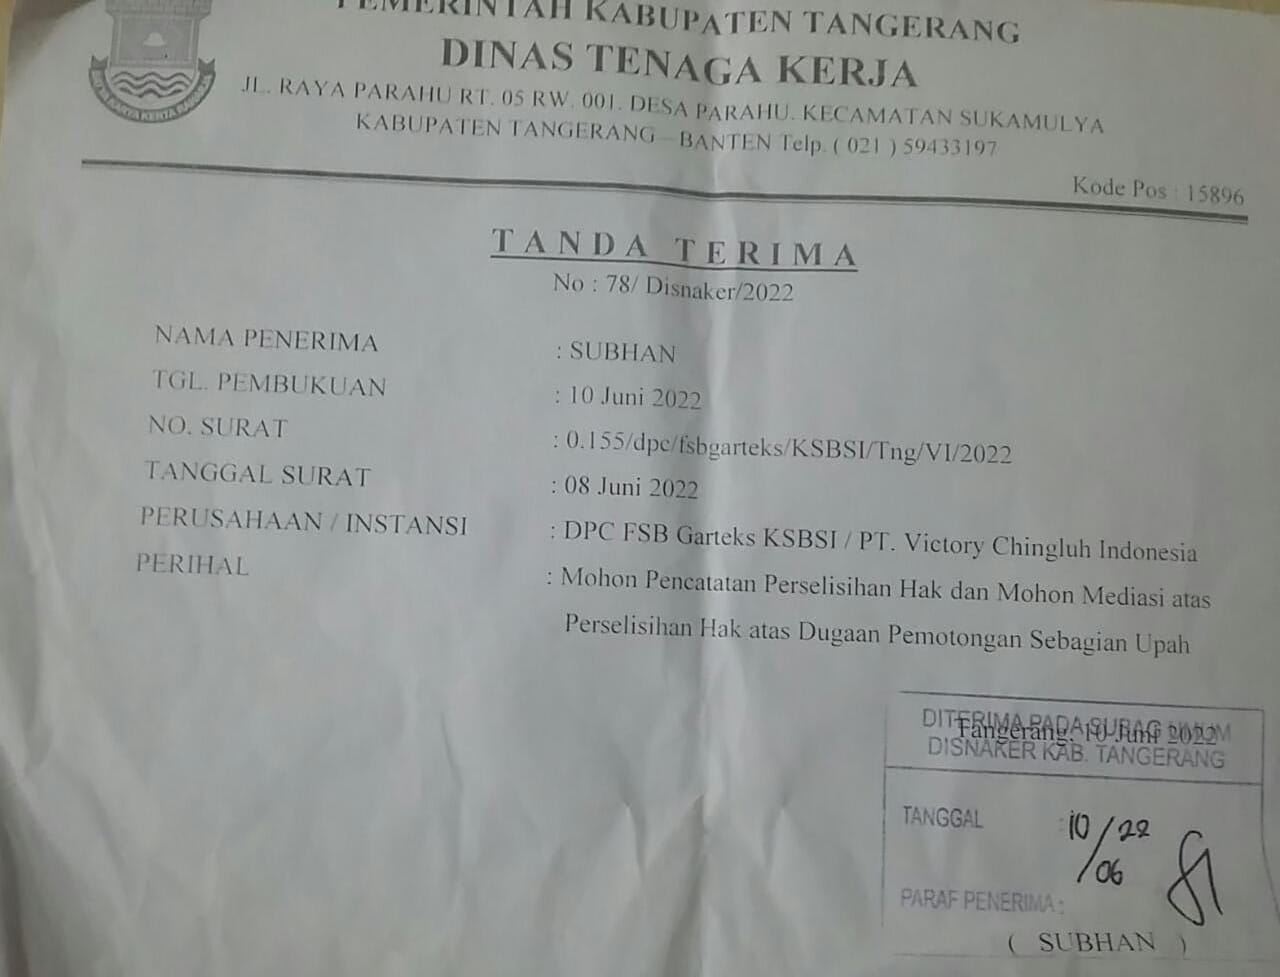 PEMERINTAH KABUPATEN TANGERANG
DINAS TENAGA KERJA
JL. RAYA PARAHU RT. 05 RW. 001. DESA PARAHU. KECAMATAN SUKAMULYA
KABUPATEN TANGERANG – BANTEN Telp. ( 021 ) 59433197
Kode Pos : 15896
TANDA TERIMA
No : 78/ Disnaker/2022
NAMA PENERIMA : SUBHAN
TGL. PEMBUKUAN : 10 Juni 2022
NO. SURAT : 0.155/dpc/fsbgarteks/KSBSI/Tng/VI/2022
TANGGAL SURAT : 08 Juni 2022
PERUSAHAAN / INSTANSI : DPC FSB Garteks KSBSI / PT. Victory Chingluh Indonesia
PERIHAL : Mohon Pencatatan Perselisihan Hak dan Mohon Mediasi atas
Perselisihan Hak atas Dugaan Pemotongan Sebagian Upah
DITERIMA PADA SUBAG UMUM
Tangerang, 10 Juni 2022
DISNAKER KAB. TANGERANG
TANGGAL : 10/06 22
PARAF PENERIMA :
( SUBHAN )